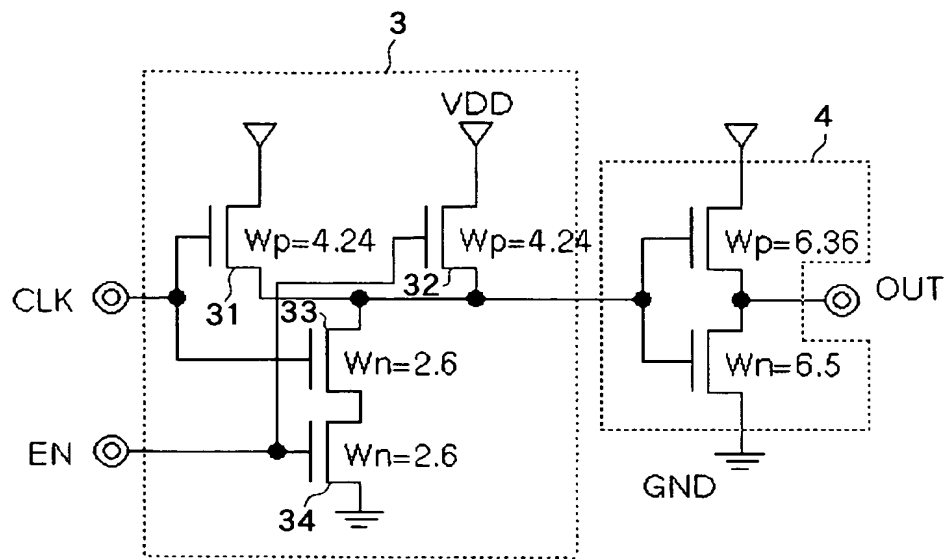 3
VDD
4
Wp=4.24
Wp=4.24
Wp=6.36
CLK
31
33
32
OUT
Wn=2.6
Wn=6.5
EN
Wn=2.6
34
GND